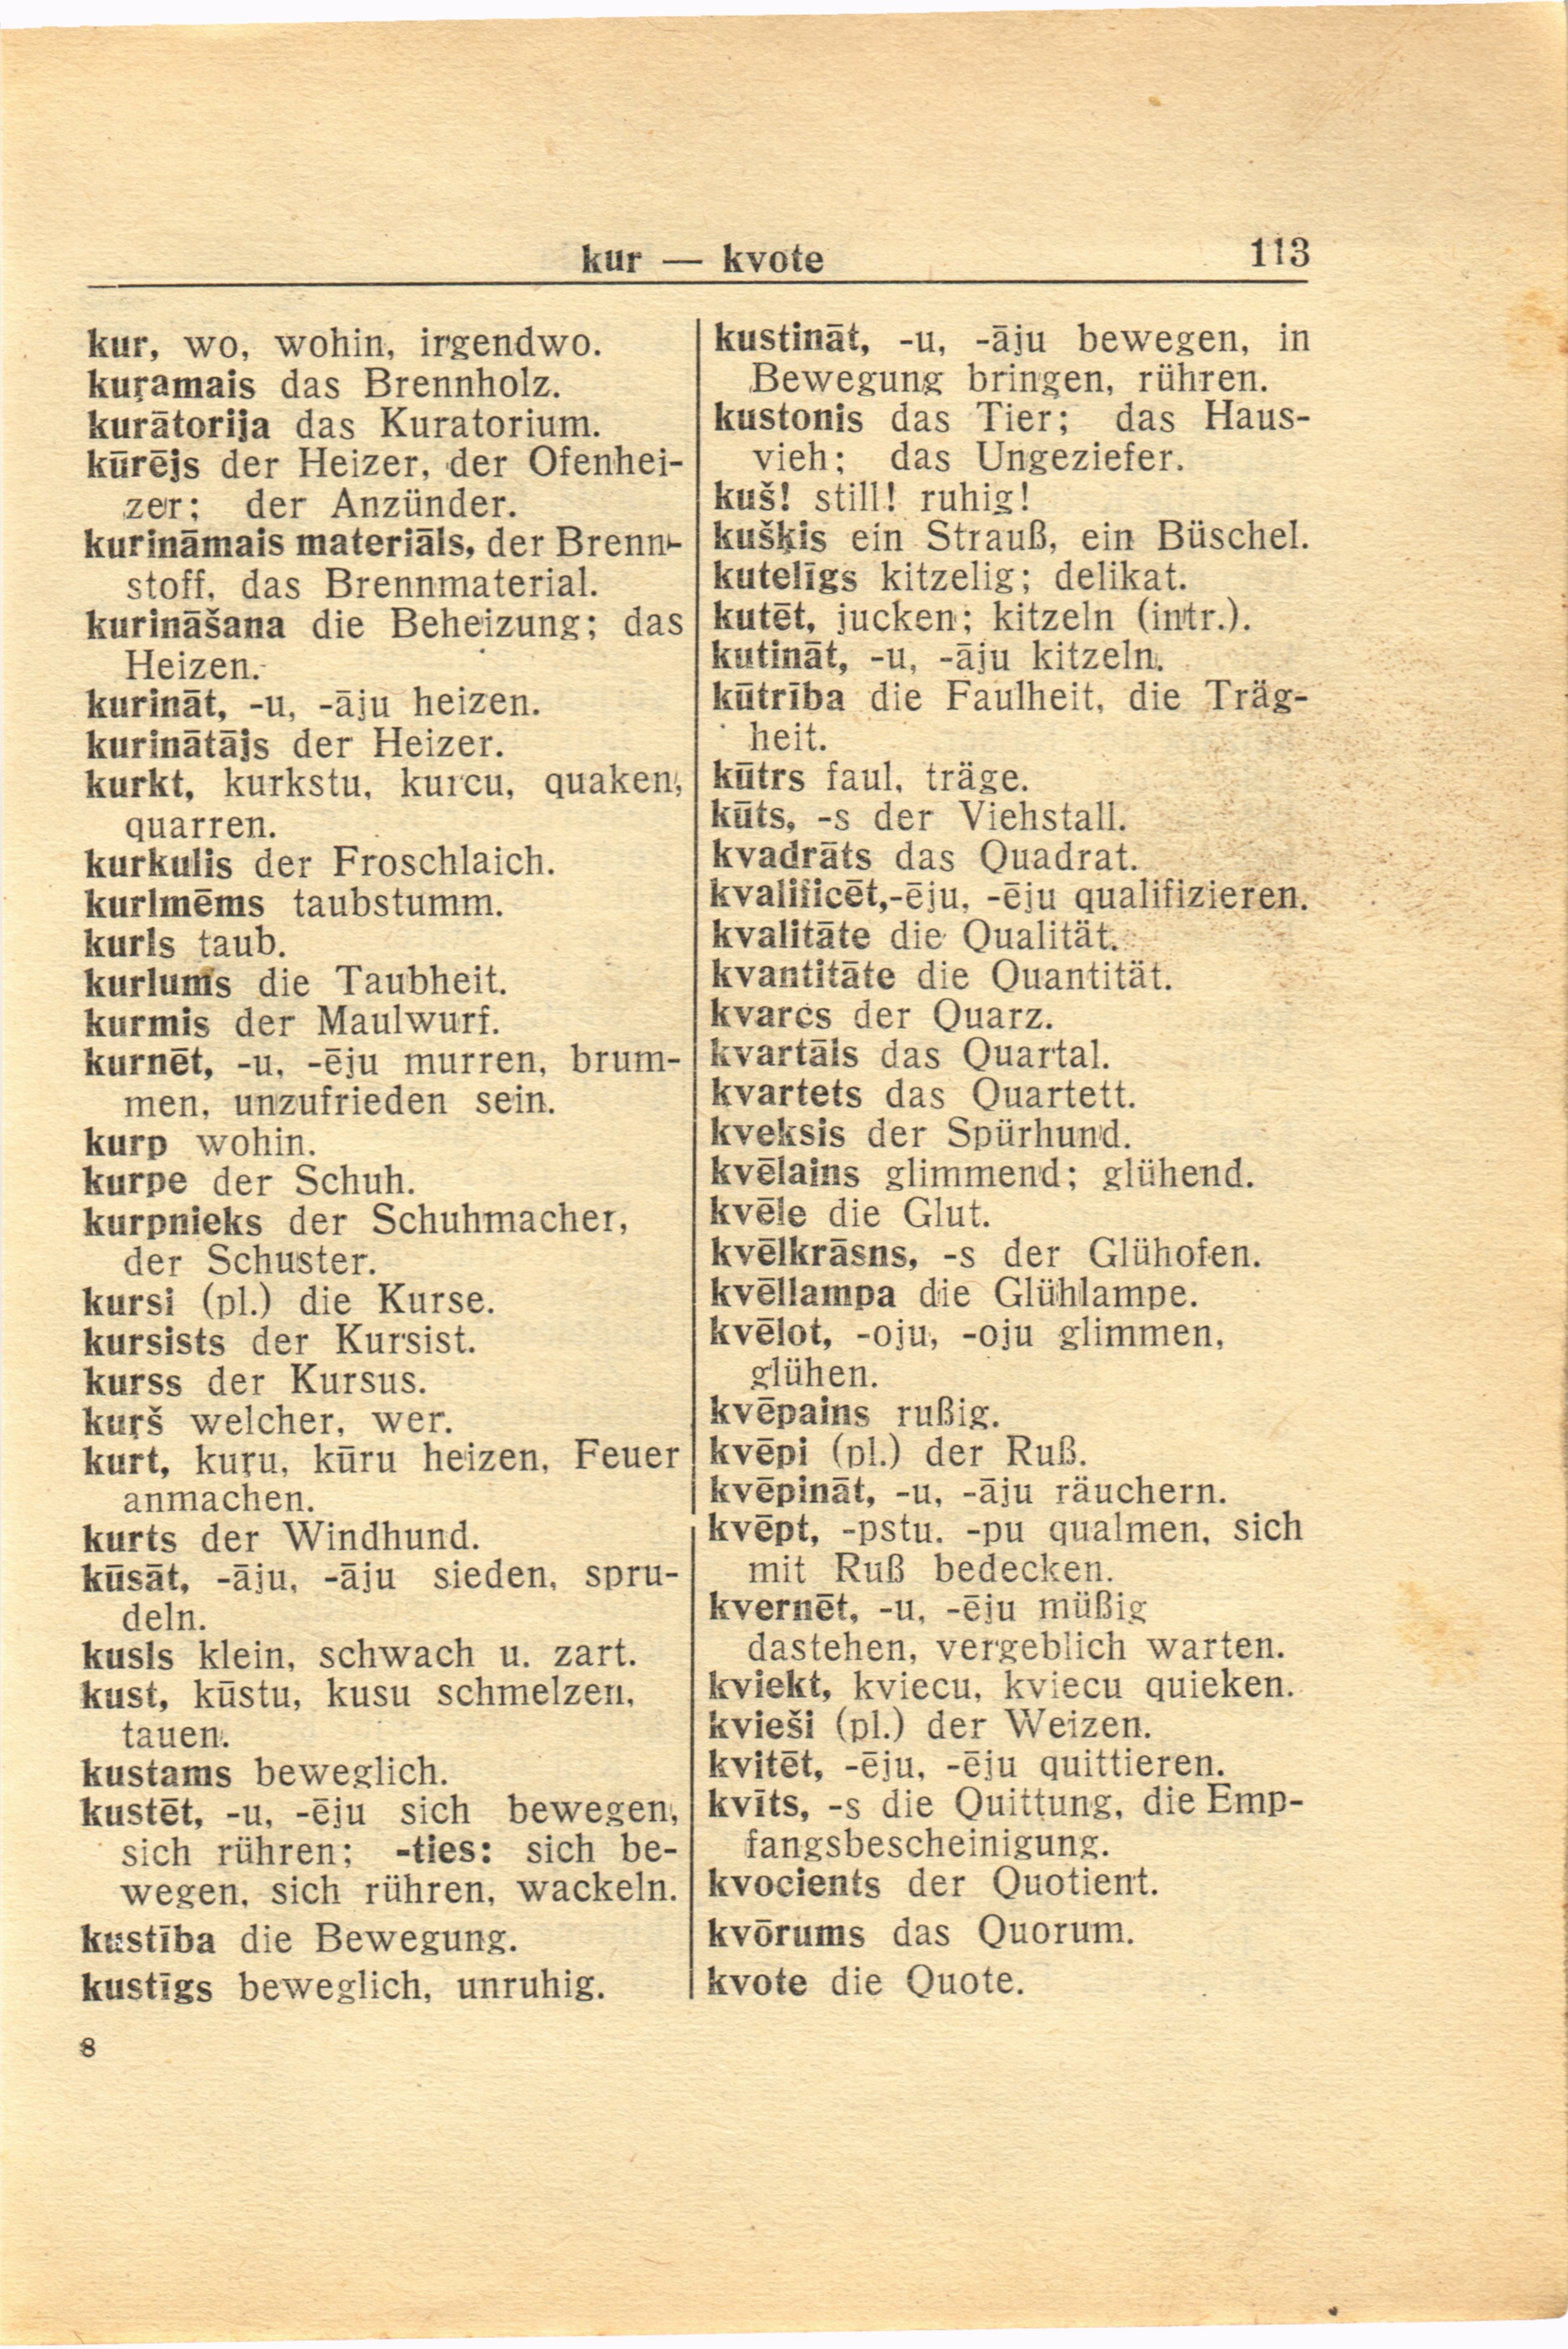 kur — kvote
113
kur, wo, wohin, irgendwo.
kuŗamais das Brennholz.
kurātorija das Kuratorium.
kūrējs der Heizer, der Ofenhei-
zer; der Anzünder.
kurināmais materiāls, der Brenn-
stoff, das Brennmaterial.
kurināšana die Beheizung; das
Heizen.
kurināt, -u, -āju heizen.
kurinātājs der Heizer.
kurkt, kurkstu, kurcu, quaken,
quarren.
kurkulis der Froschlaich.
kurlmēms taubstumm.
kurls taub.
kurlums die Taubheit.
kurmis der Maulwurf.
kurnēt, -u, -ēju murren, brum-
men, unzufrieden sein.
kurp wohin.
kurpe der Schuh.
kurpnieks der Schuhmacher,
der Schuster.
kursi (pl.) die Kurse.
kursists der Kursist.
kurss der Kursus.
kuŗš welcher, wer.
kurt, kuŗu, kūru heizen, Feuer
anmachen.
kurts der Windhund.
kūsāt, -āju, -āju sieden, spru-
deln.
kusls klein, schwach u. zart.
kust, kūstu, kusu schmelzen,
tauen.
kustams beweglich.
kustēt, -u, -ēju sich bewegen,
sich rühren; -ties: sich be-
wegen, sich rühren, wackeln.
kustība die Bewegung.
kustīgs beweglich, unruhig.
kustināt, -u, -āju bewegen, in
Bewegung bringen, rühren.
kustonis das Tier; das Haus-
vieh; das Ungeziefer.
kuš! still! ruhig!
kušķis ein Strauß, ein Büschel.
kutelīgs kitzelig; delikat.
kutēt, jucken; kitzeln (intr.).
kutināt, -u, -āju kitzeln.
kūtrība die Faulheit, die Träg-
heit.
kūtrs faul, träge.
kūts, -s der Viehstall.
kvadrāts das Quadrat.
kvalificēt,-ēju, -ēju qualifizieren.
kvalitāte die Qualität.
kvantitāte die Quantität.
kvarcs der Quarz.
kvartāls das Quartal.
kvartets das Quartett.
kveksis der Spürhund.
kvēlains glimmend; glühend.
kvēle die Glut.
kvēlkrāsns, -s der Glühofen.
kvēllampa die Glühlampe.
kvēlot, -oju, -oju glimmen,
glühen.
kvēpains rußig.
kvēpi (pl.) der Ruß.
kvēpināt, -u, -āju räuchern.
kvēpt, -pstu, -pu qualmen, sich
mit Ruß bedecken.
kvernēt, -u, -ēju müßig
dastehen, vergeblich warten.
kviekt, kviecu, kviecu quieken.
kvieši (pl.) der Weizen.
kvitēt, -ēju, -ēju quittieren.
kvīts, -s die Quittung, die Emp-
fangsbescheinigung.
kvocients der Quotient.
kvōrums das Quorum.
kvote die Quote.
8